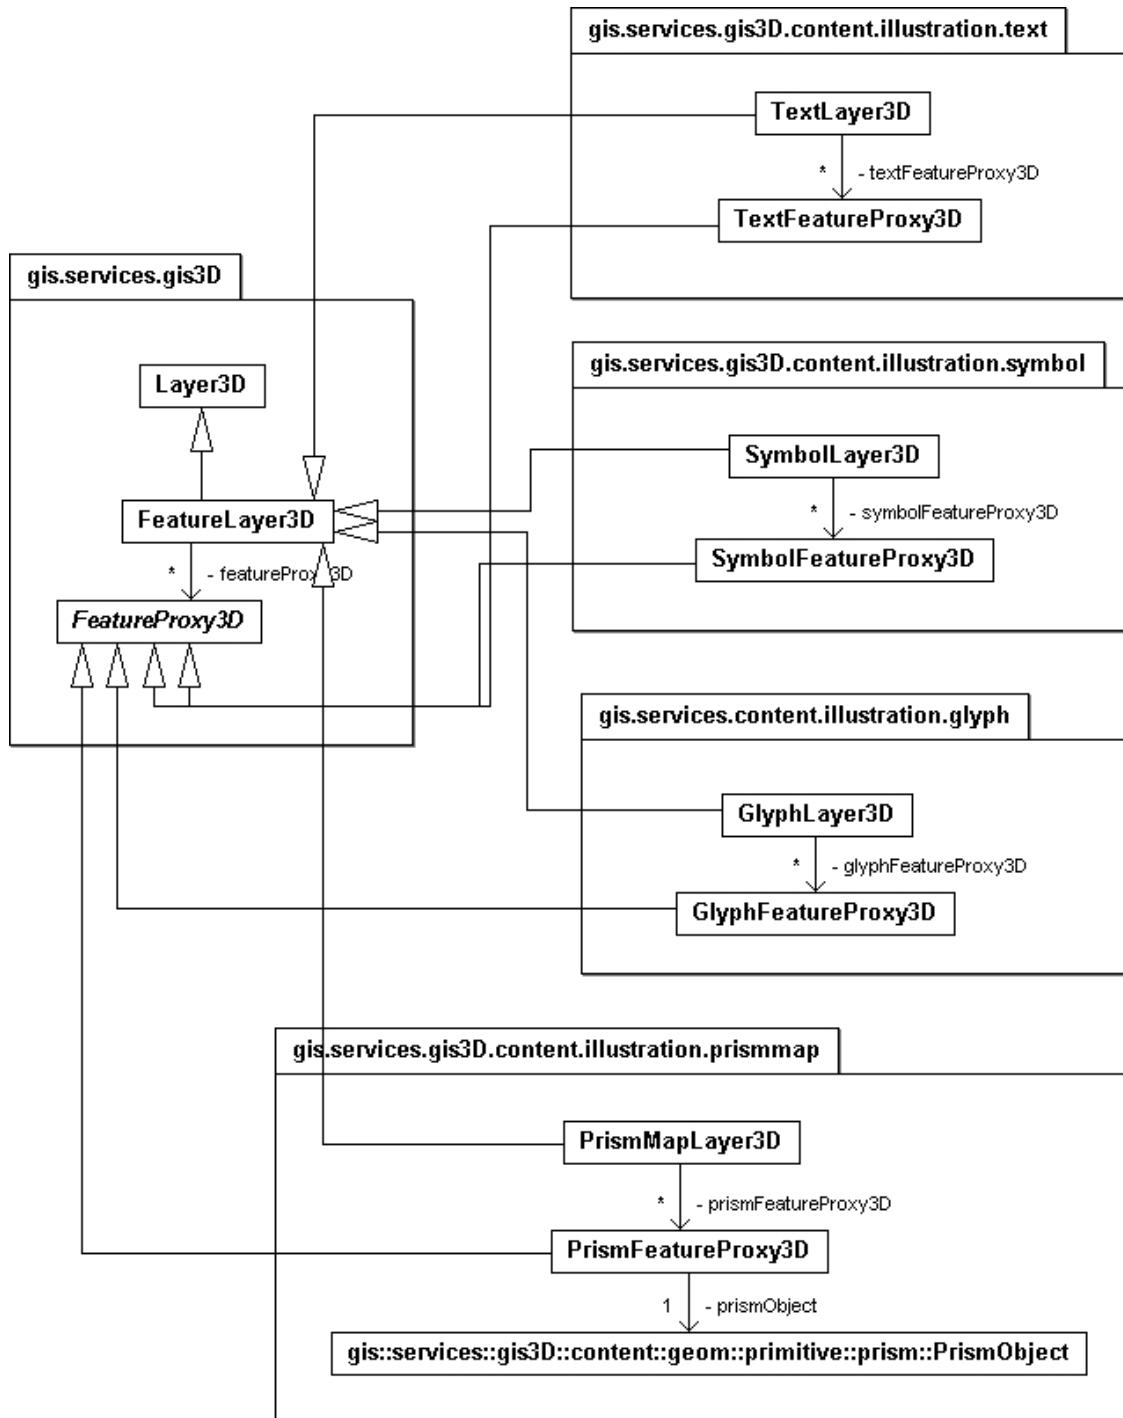 gis.services.gis3D.content.illustration.text
TextLayer3D
* - textFeatureProxy3D
TextFeatureProxy3D
gis.services.gis3D
Layer3D
FeatureLayer3D
* - featureProxy3D
FeatureProxy3D
gis.services.gis3D.content.illustration.symbol
SymbolLayer3D
* - symbolFeatureProxy3D
SymbolFeatureProxy3D
gis.services.content.illustration.glyph
GlyphLayer3D
* - glyphFeatureProxy3D
GlyphFeatureProxy3D
gis.services.gis3D.content.illustration.prismmap
PrismMapLayer3D
* - prismFeatureProxy3D
PrismFeatureProxy3D
1 - prismObject
gis::services::gis3D::content::geom::primitive::prism::PrismObject